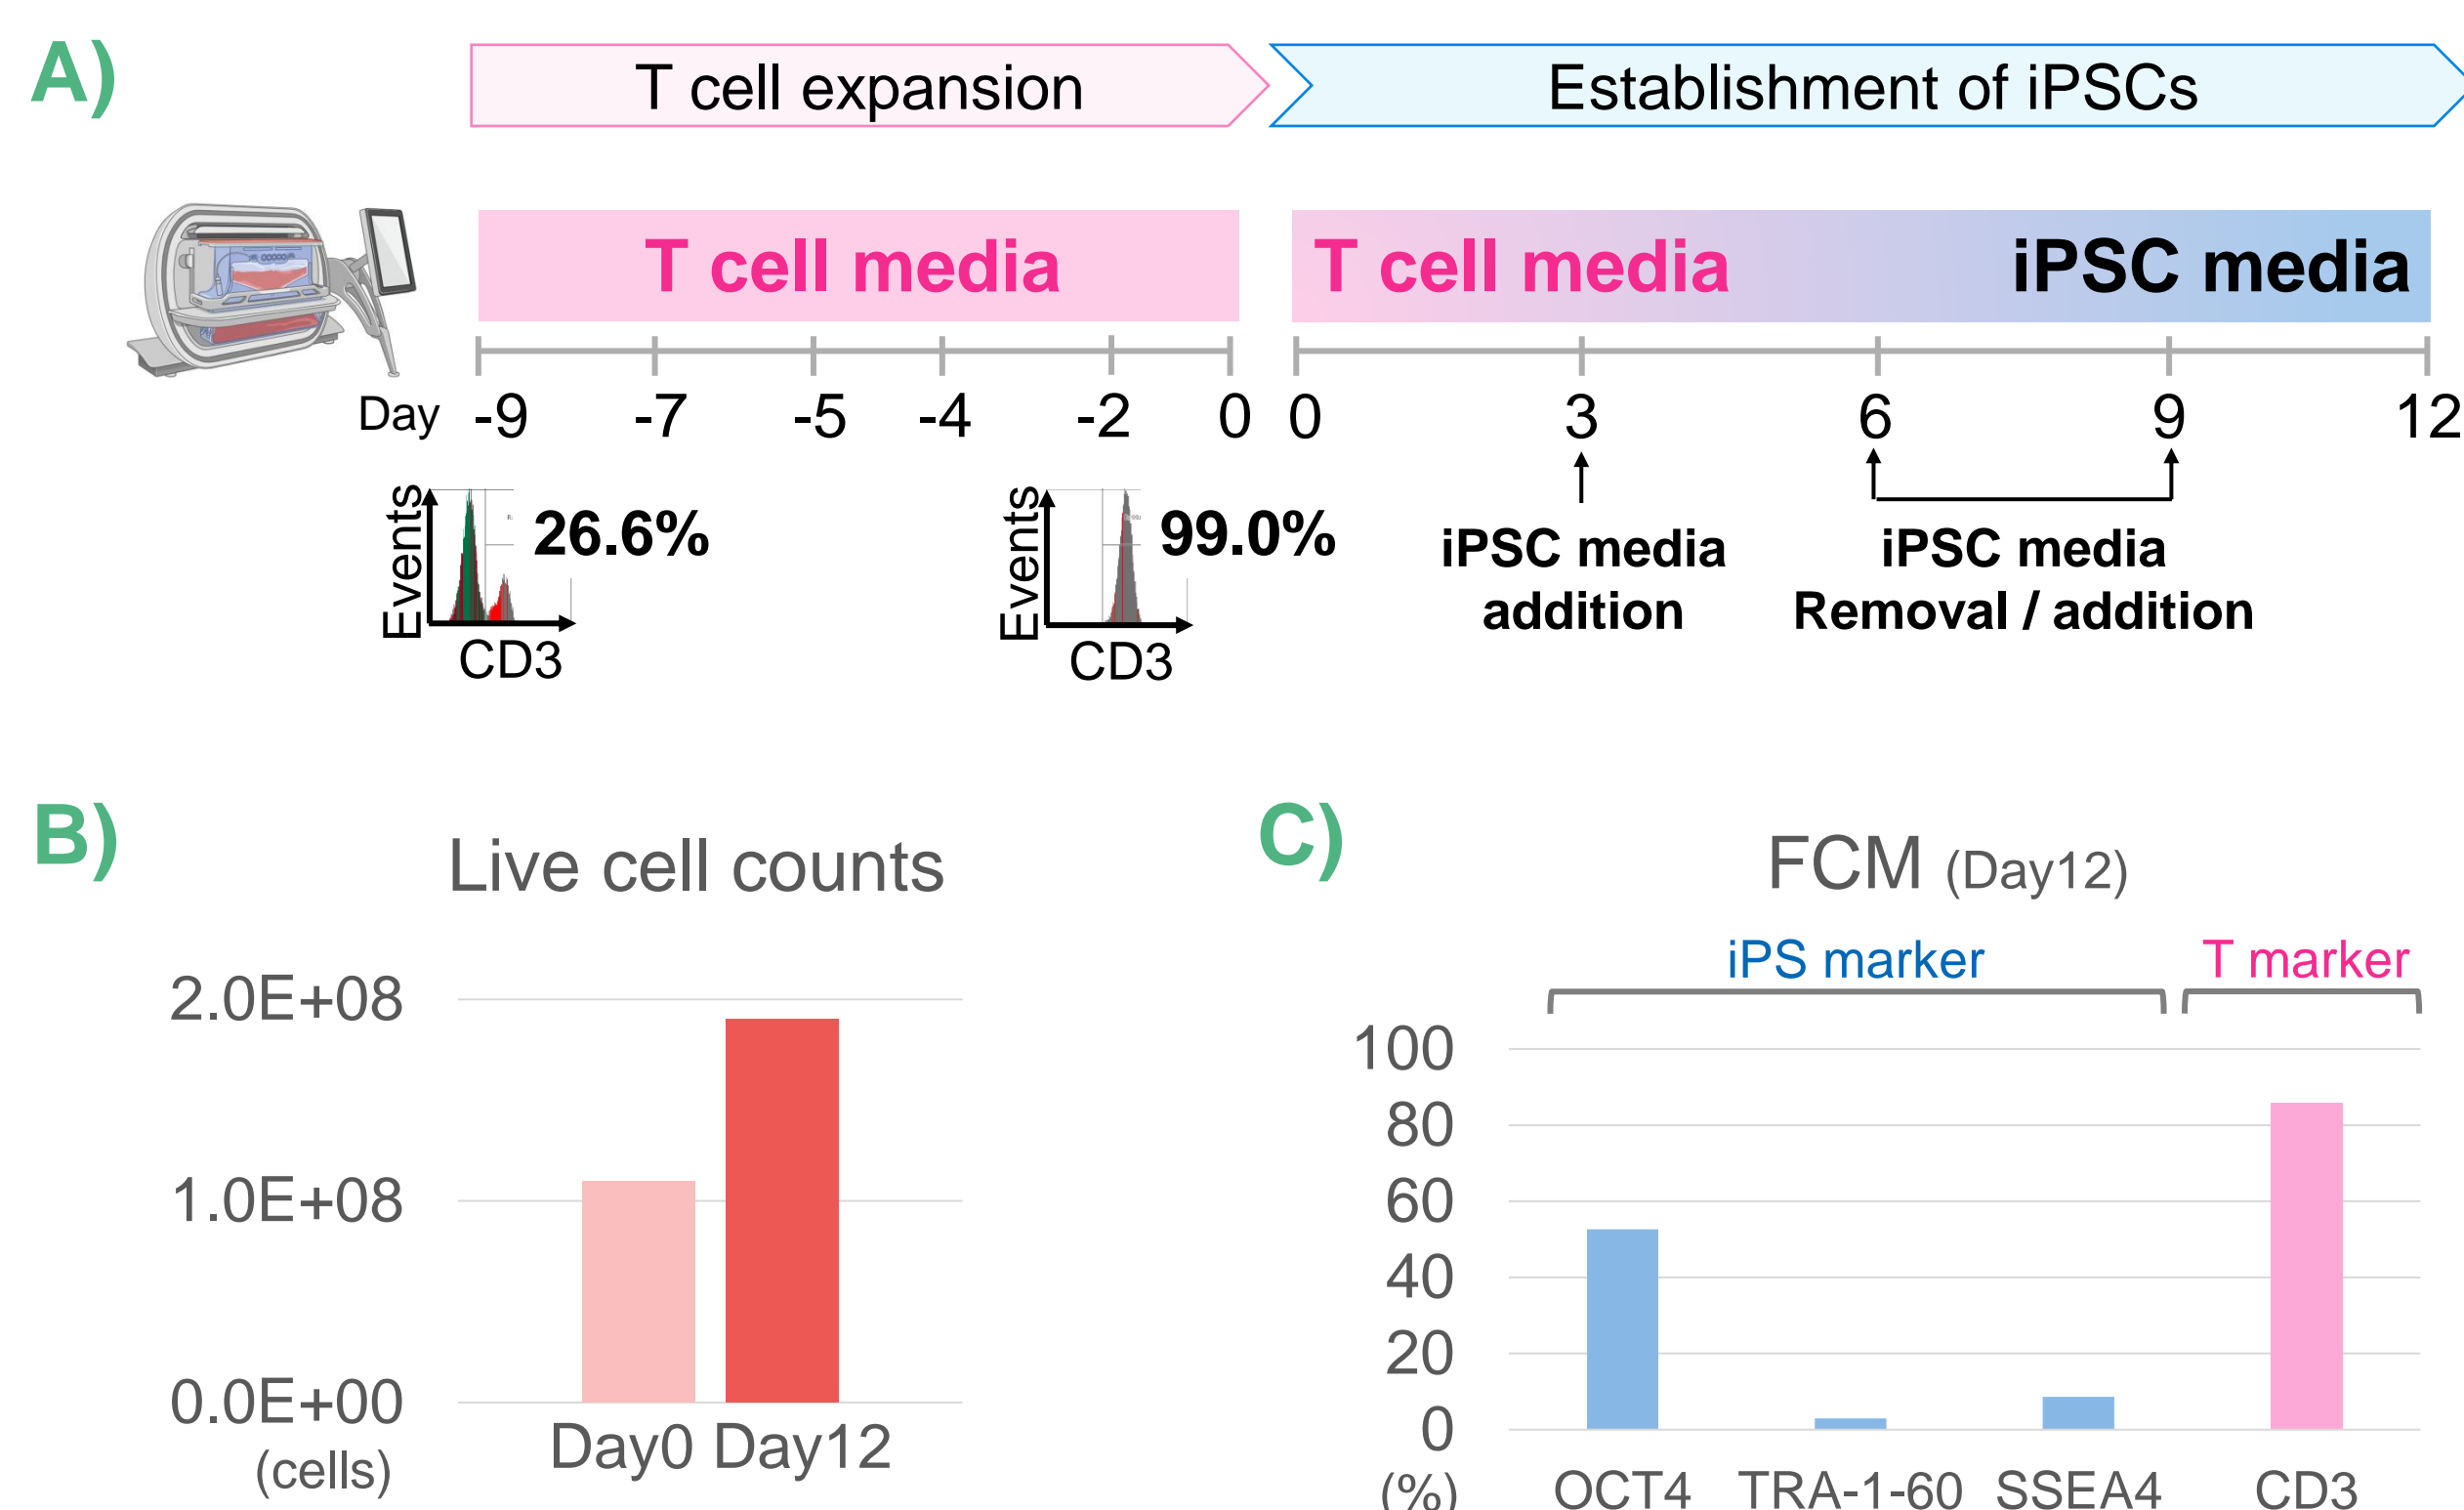 A)
T cell expansion
Establishment of iPSCs
T cell media
T cell media
iPSC media
Day -9 -7 -5 -4 -2 0 0 3 6 9 12
Events
26.6%
CD3
Events
99.0%
CD3
iPSC media
addition
iPSC media
Removal / addition
B)
Live cell counts
2.0E+08
1.0E+08
0.0E+00
(cells)
Day0 Day12
C)
FCM (Day12)
iPS marker
T marker
100
80
60
40
20
0
(%)
OCT4 TRA-1-60 SSEA4 CD3